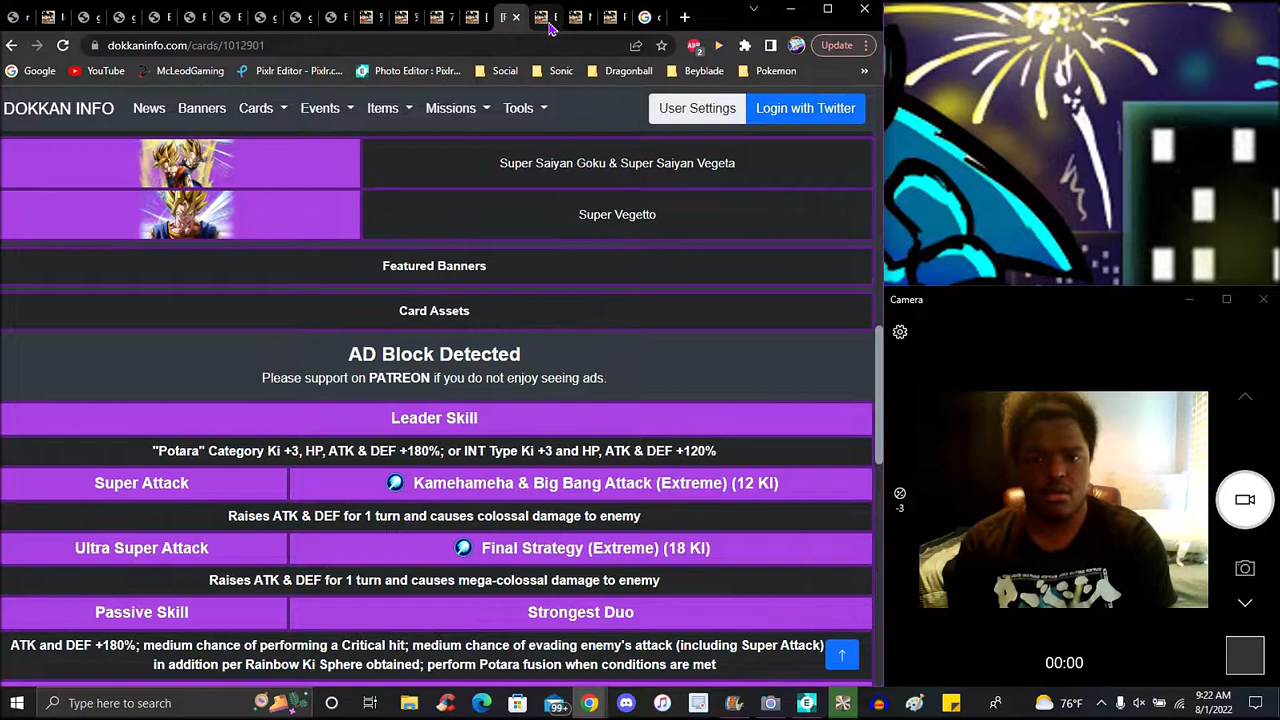 Update
dokkaninfo.com/cards/1012901
2
Google
YouTube
McLeodGaming
Pixlr Editor - Pixlr.c...
Photo Editor : Pixlr...
Social
Sonic
Dragonball
Beyblade
Pokemon
»
DOKKAN INFO
News
Banners
Cards
Events
Items
Missions
Tools
User Settings
Login with Twitter
Super Saiyan Goku & Super Saiyan Vegeta
Super Vegetto
Featured Banners
Card Assets
AD Block Detected
Please support on PATREON if you do not enjoy seeing ads.
Leader Skill
"Potara" Category Ki +3, HP, ATK & DEF +180%; or INT Type Ki +3 and HP, ATK & DEF +120%
Super Attack
Kamehameha & Big Bang Attack (Extreme) (12 KI)
Raises ATK & DEF for 1 turn and causes colossal damage to enemy
Ultra Super Attack
Final Strategy (Extreme) (18 KI)
Raises ATK & DEF for 1 turn and causes mega-colossal damage to enemy
Passive Skill
Strongest Duo
ATK and DEF +180%; medium chance of performing a Critical hit; medium chance of evading enemy's attack (including Super Attack)
in addition per Rainbow Ki Sphere obtained; perform Potara fusion when conditions are met
Camera
-3
00:00
Type here to search
99+
76°F
9:22 AM
8/1/2022